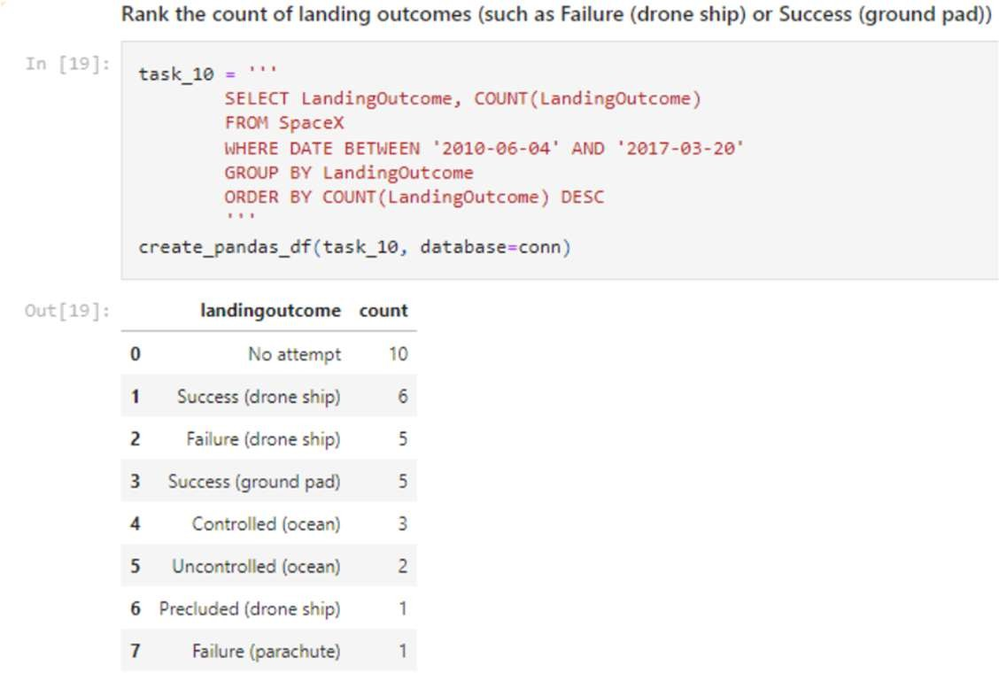 Rank the count of landing outcomes (such as Failure (drone ship) or Success (ground pad))
In [19]:
task_10 = '''
SELECT LandingOutcome, COUNT(LandingOutcome)
FROM SpaceX
WHERE DATE BETWEEN '2010-06-04' AND '2017-03-20'
GROUP BY LandingOutcome
ORDER BY COUNT(LandingOutcome) DESC
'''
create_pandas_df(task_10, database=conn)
Out[19]:
landingoutcome count
0 No attempt 10
1 Success (drone ship) 6
2 Failure (drone ship) 5
3 Success (ground pad) 5
4 Controlled (ocean) 3
5 Uncontrolled (ocean) 2
6 Precluded (drone ship) 1
7 Failure (parachute) 1